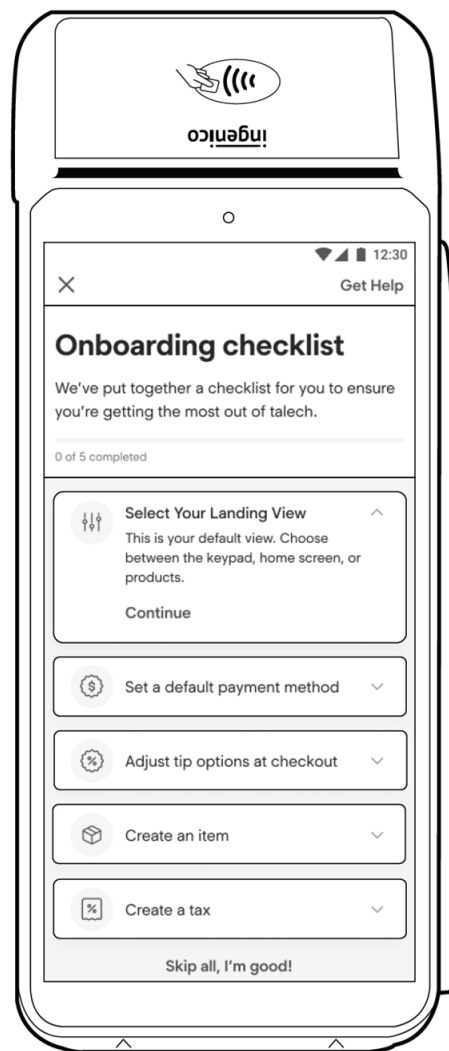 ingenico
12:30
Get Help
Onboarding checklist
We've put together a checklist for you to ensure
you're getting the most out of talech.
0 of 5 completed
Select Your Landing View
This is your default view. Choose
between the keypad, home screen, or
products.
Continue
$
Set a default payment method
%
Adjust tip options at checkout
Create an item
%
Create a tax
Skip all, I'm good!